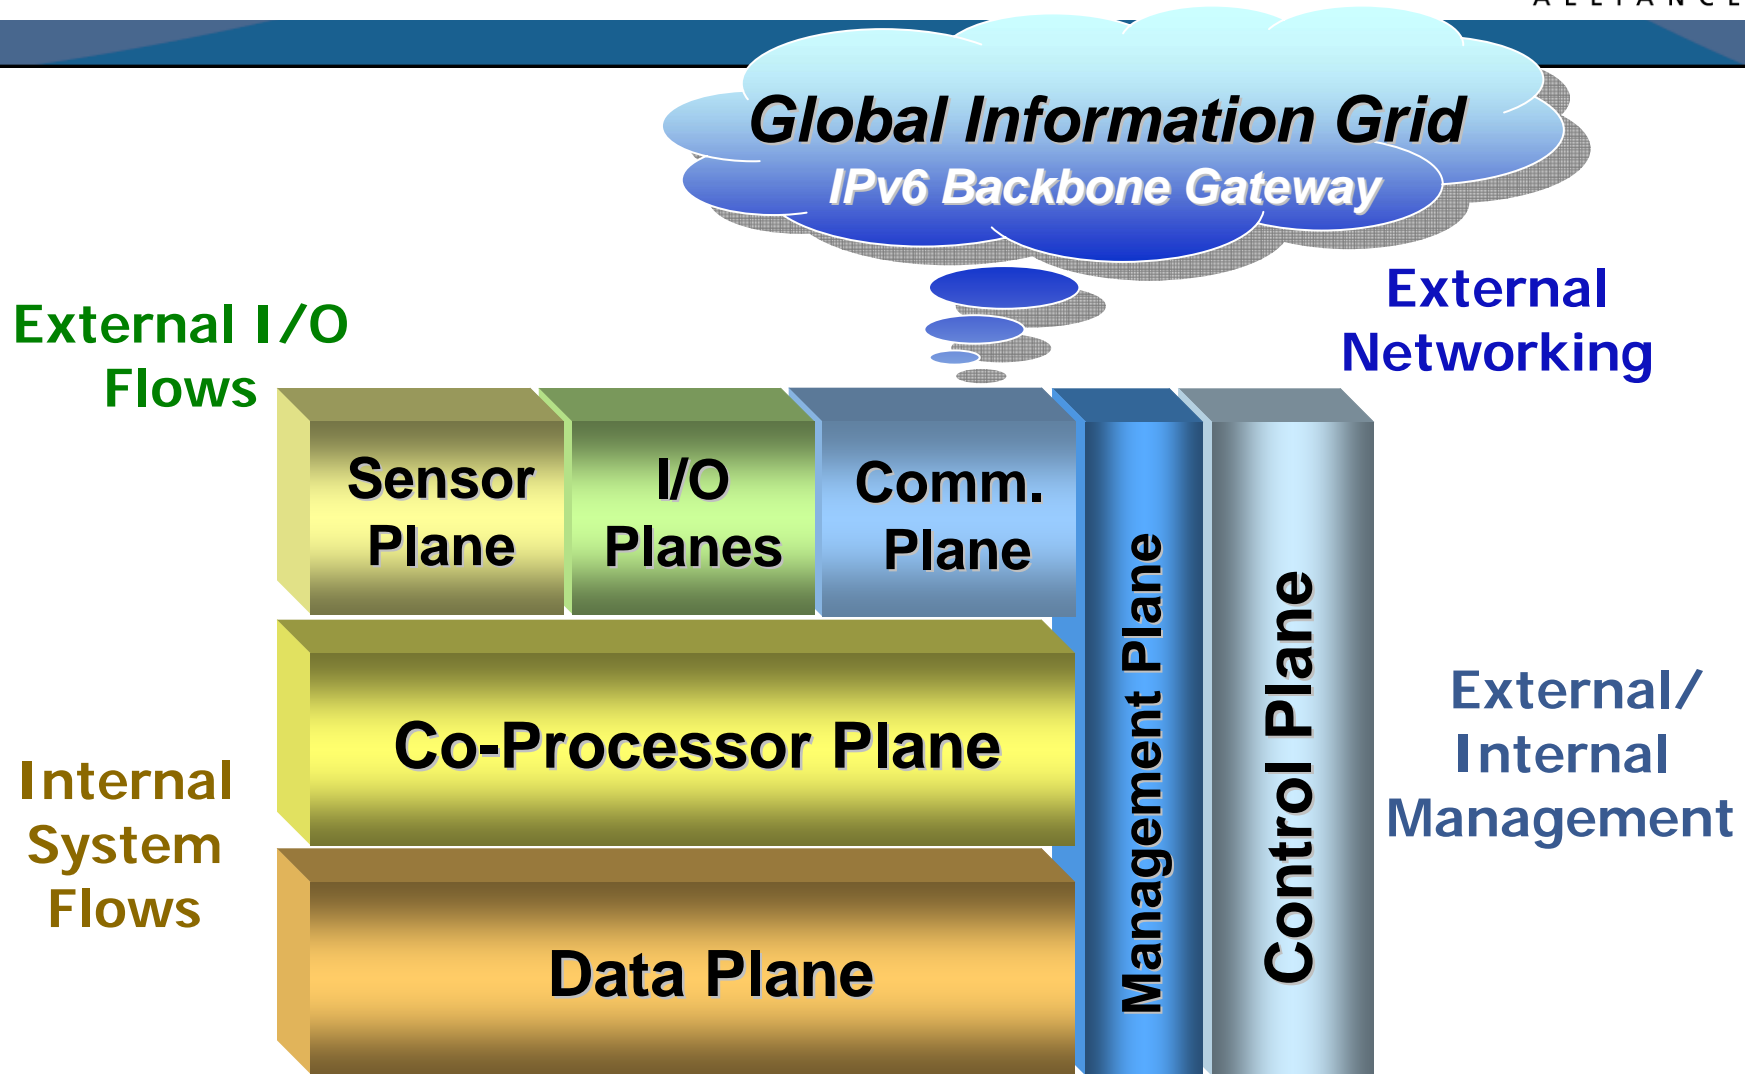 ALLIANCE
Global Information Grid
IPv6 Backbone Gateway
External
Networking
External I/O
Flows
Sensor
Plane
I/O
Planes
Comm.
Plane
Management Plane
Control Plane
Co-Processor Plane
Data Plane
Internal
System
Flows
External/
Internal
Management